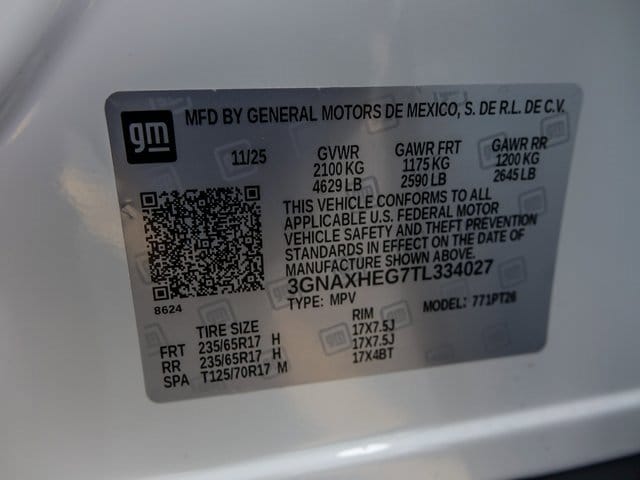 gm
MFD BY GENERAL MOTORS DE MEXICO, S. DE R.L. DE C.V.
11/25 GVWR GAWR FRT GAWR RR
2100 KG 1175 KG 1200 KG
4629 LB 2590 LB 2645 LB
THIS VEHICLE CONFORMS TO ALL
APPLICABLE U.S. FEDERAL MOTOR
VEHICLE SAFETY AND THEFT PREVENTION
STANDARDS IN EFFECT ON THE DATE OF
MANUFACTURE SHOWN ABOVE.
3GNAXHEG7TL334027
8624 TYPE: MPV MODEL: 771PT26
TIRE SIZE RIM
FRT 235/65R17 H 17X7.5J
RR 235/65R17 H 17X7.5J
SPA T125/70R17 M 17X4BT